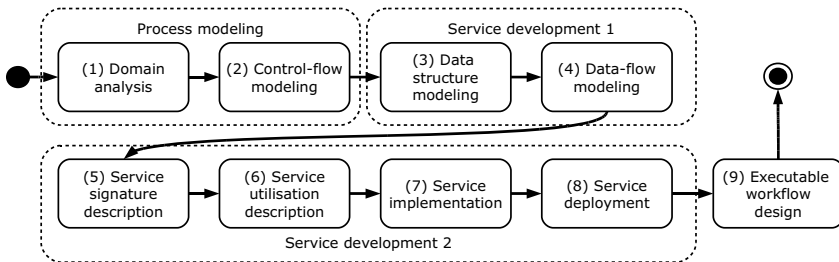 Process modeling
Service development 1
(1) Domain
analysis
(2) Control-flow
modeling
(3) Data
structure
modeling
(4) Data-flow
modeling
(5) Service
signature
description
(6) Service
utilisation
description
(7) Service
implementation
(8) Service
deployment
(9) Executable
workflow
design
Service development 2